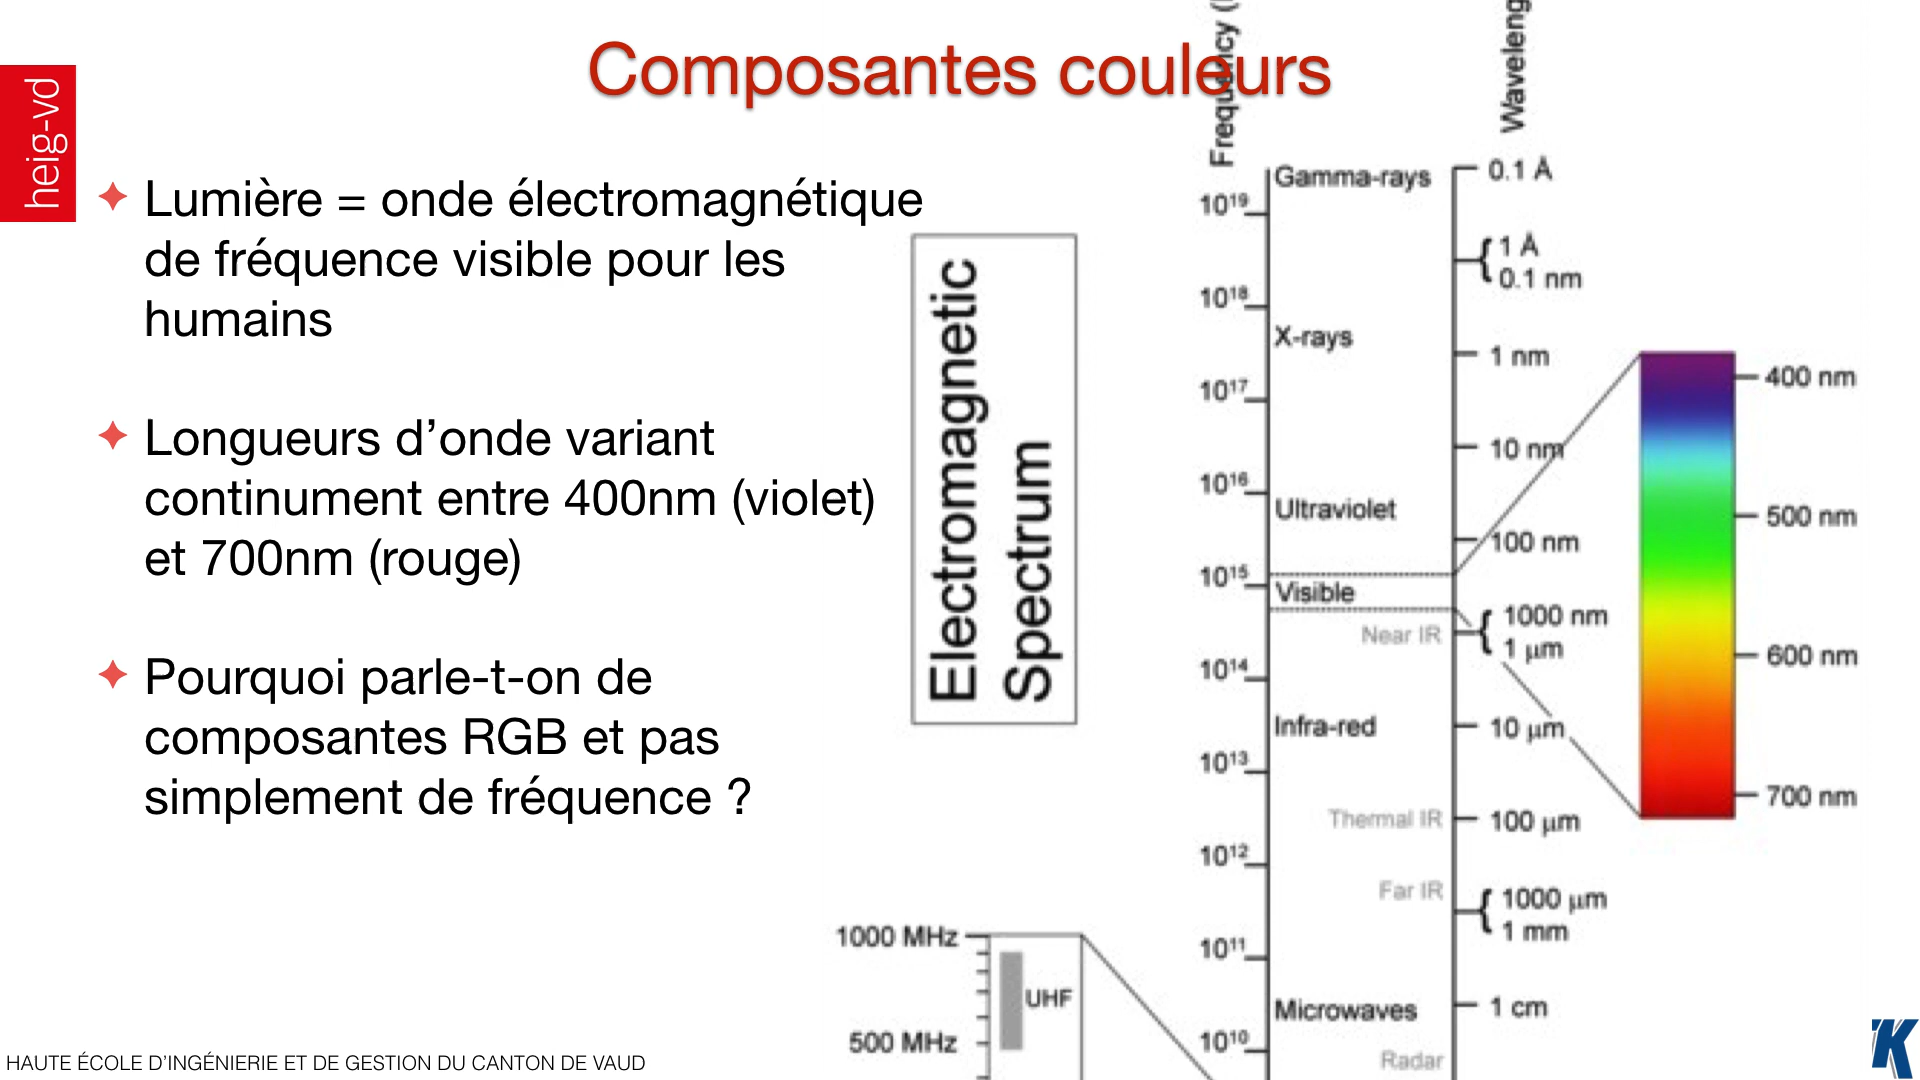 Composantes couleurs
heig-vd
Lumière = onde électromagnétique
de fréquence visible pour les
humains
Longueurs d’onde variant
continument entre 400nm (violet)
et 700nm (rouge)
Pourquoi parle-t-on de
composantes RGB et pas
simplement de fréquence ?
Electromagnetic
Spectrum
Frequency (
Waveleng
Gamma-rays
X-rays
Ultraviolet
Visible
Near IR
Infra-red
Thermal IR
Far IR
Microwaves
Radar
10¹⁹
10¹⁸
10¹⁷
10¹⁶
10¹⁵
10¹⁴
10¹³
10¹²
10¹¹
10¹⁰
0.1 Å
1 Å
0.1 nm
1 nm
10 nm
100 nm
1000 nm
1 µm
10 µm
100 µm
1000 µm
1 mm
1 cm
400 nm
500 nm
600 nm
700 nm
1000 MHz
UHF
500 MHz
HAUTE ÉCOLE D’INGÉNIERIE ET DE GESTION DU CANTON DE VAUD